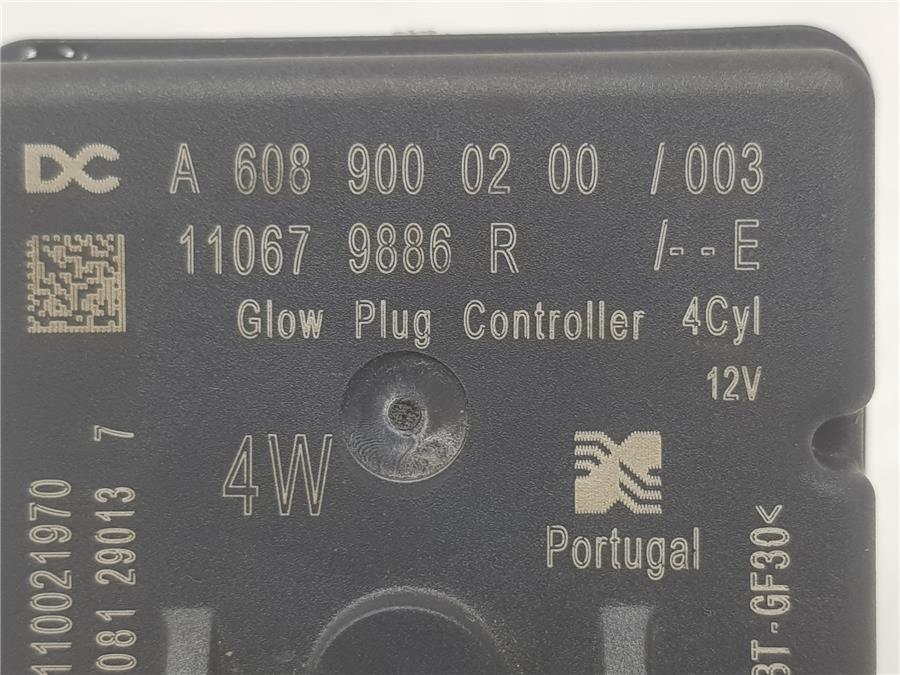 DC A 608 900 02 00 /003
11067 9886 R /--E
Glow Plug Controller 4Cyl
12V
4W
Portugal
110021970
081 29013 7
BT-GF30<